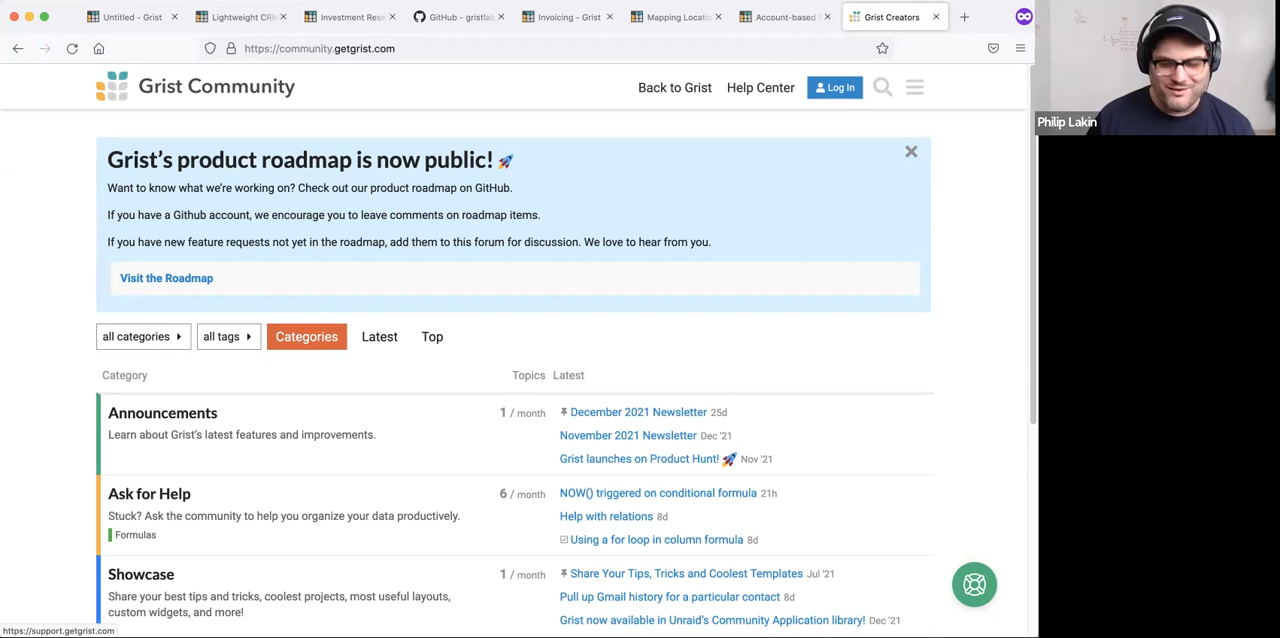 Untitled - Grist
Lightweight CRM
Investment Rese
GitHub - gristlab
Invoicing - Grist
Mapping Locatio
Account-based S
Grist Creators
https://community.getgrist.com
Grist Community
Back to Grist
Help Center
Log In
Philip Lakin
Grist's product roadmap is now public! 🚀
Want to know what we're working on? Check out our product roadmap on GitHub.
If you have a Github account, we encourage you to leave comments on roadmap items.
If you have new feature requests not yet in the roadmap, add them to this forum for discussion. We love to hear from you.
Visit the Roadmap
all categories
all tags
Categories
Latest
Top
Category
Topics
Latest
Announcements
Learn about Grist's latest features and improvements.
1 / month
December 2021 Newsletter 25d
November 2021 Newsletter Dec '21
Grist launches on Product Hunt! 🚀 Nov '21
Ask for Help
Stuck? Ask the community to help you organize your data productively.
Formulas
6 / month
NOW() triggered on conditional formula 21h
Help with relations 8d
Using a for loop in column formula 8d
Showcase
Share your best tips and tricks, coolest projects, most useful layouts,
custom widgets, and more!
1 / month
Share Your Tips, Tricks and Coolest Templates Jul '21
Pull up Gmail history for a particular contact 8d
Grist now available in Unraid's Community Application library! Dec '21
https://support.getgrist.com